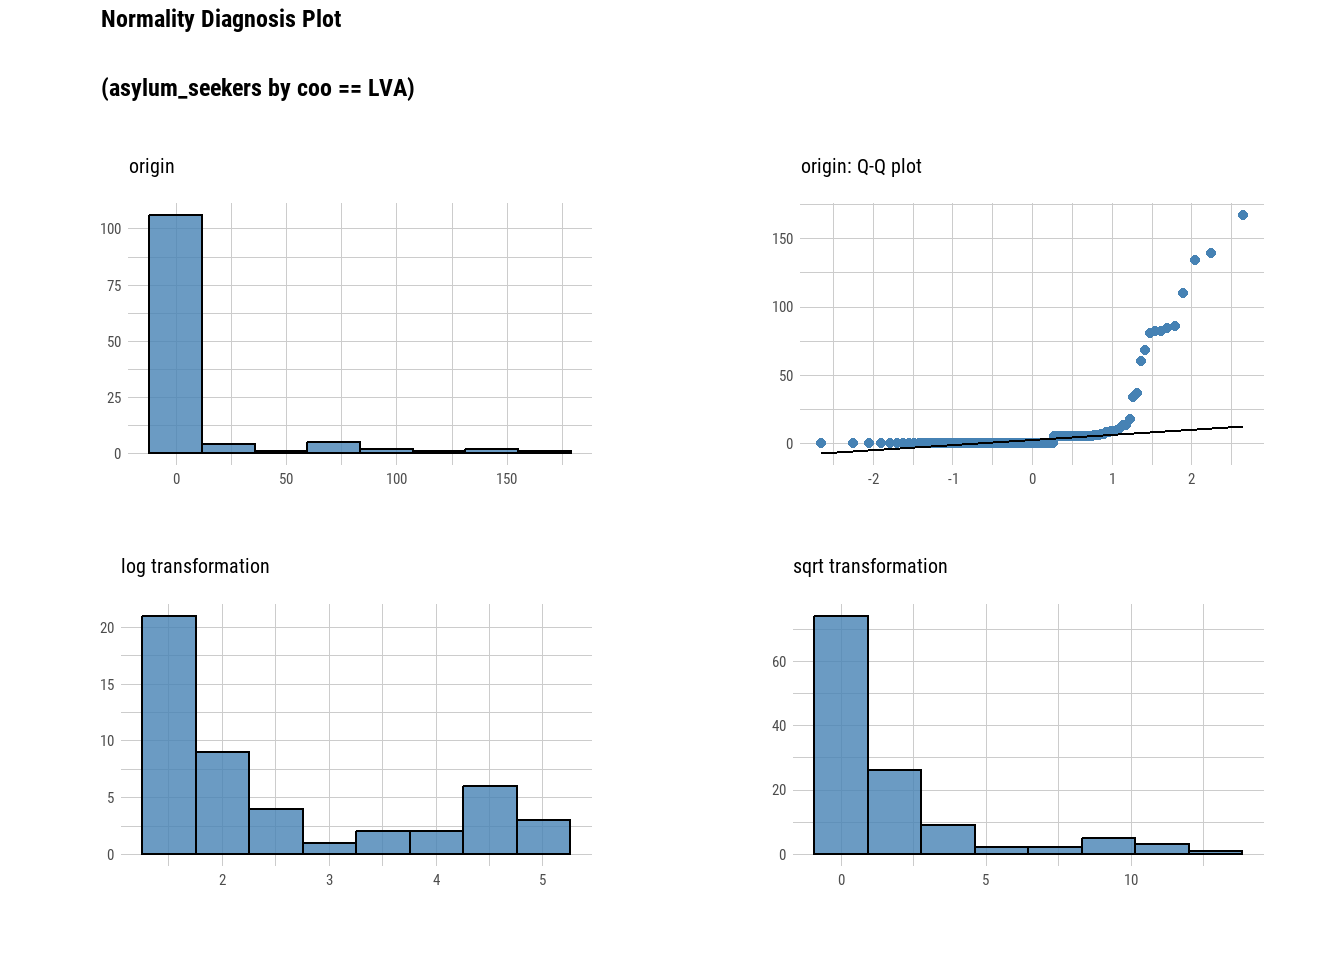 Normality Diagnosis Plot
(asylum_seekers by coo == LVA)
origin
100
75
50
25
0
0 50 100 150
origin: Q-Q plot
150
100
50
0
-2 -1 0 1 2
log transformation
20
15
10
5
0
2 3 4 5
sqrt transformation
60
40
20
0
0 5 10